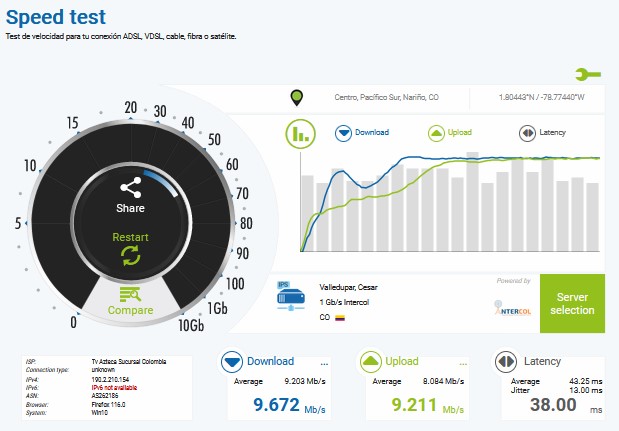 Speed test
Test de velocidad para tu conexión ADSL, VDSL, cable, fibra o satélite.
Centro, Pacífico Sur, Nariño, CO
1.80443°N / -78.77440°W
0
5
10
15
20
30
40
50
60
70
80
90
100
1Gb
10Gb
Share
Restart
Compare
Download
Upload
Latency
IPS
Valledupar, Cesar
1 Gb/s Intercol
CO
Powered by
INTERCOL
Server selection
ISP: Tv Azteca Sucursal Colombia
Connection type: unknown
IPv4: 190.2.210.154
IPv6: IPv6 not available
ASN: AS262186
Browser: Firefox 116.0
System: Win10
Download ...
Average 9.203 Mb/s
9.672 Mb/s
Upload ...
Average 8.084 Mb/s
9.211 Mb/s
Latency
Average 43.25 ms
Jitter 13.00 ms
38.00 ms